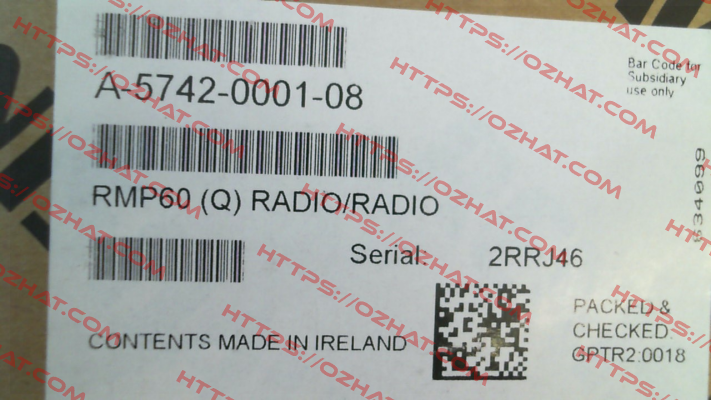 A-5742-0001-08
Bar Code for
Subsidiary
use only
RMP60 (Q) RADIO/RADIO
Serial: 2RRJ46
PACKED &
CHECKED:
GPTR2:0018
CONTENTS MADE IN IRELAND
HTTPS://OZHAT.COM